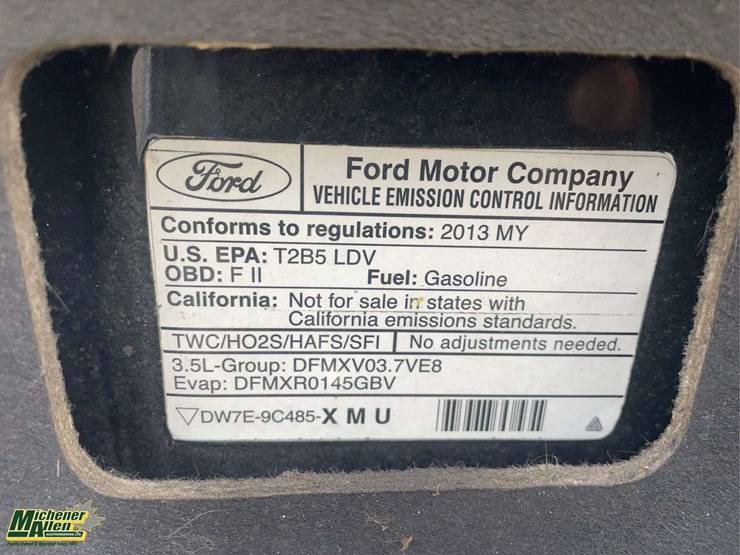 Ford
Ford Motor Company
VEHICLE EMISSION CONTROL INFORMATION
Conforms to regulations: 2013 MY
U.S. EPA: T2B5 LDV
OBD: F II Fuel: Gasoline
California: Not for sale in states with
California emissions standards.
TWC/HO2S/HAFS/SFI No adjustments needed.
3.5L-Group: DFMXV03.7VE8
Evap: DFMXR0145GBV
DW7E-9C485-X M U
Michener
Allen
AUCTIONEERING LTD.